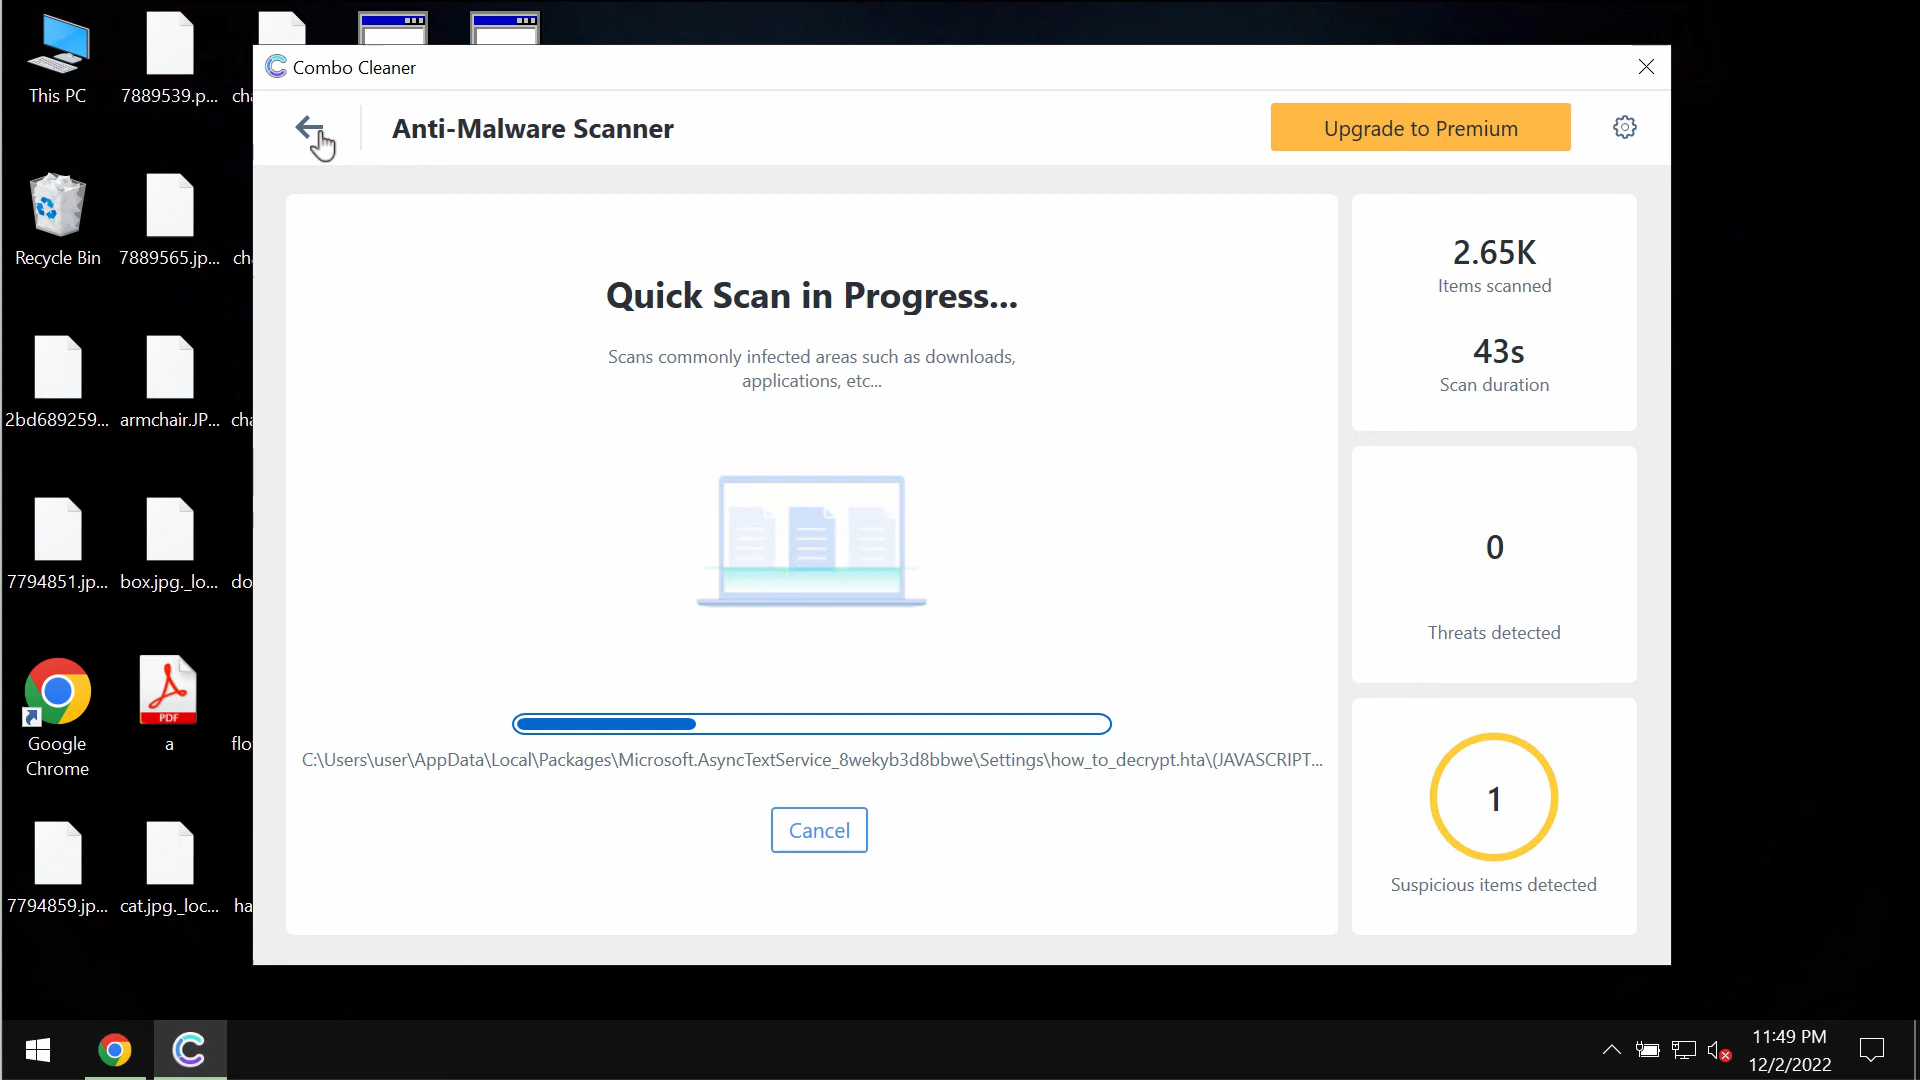 This PC
7889539.p...
cha
Recycle Bin
7889565.jp...
ch
2bd689259...
armchair.JP...
cha
7794851.jp...
box.jpg._lo...
do
Google
Chrome
PDF
a
flo
7794859.jp...
cat.jpg._loc...
ha
Combo Cleaner
Anti-Malware Scanner
Upgrade to Premium
Quick Scan in Progress...
Scans commonly infected areas such as downloads,
applications, etc...
C:\Users\user\AppData\Local\Packages\Microsoft.AsyncTextService_8wekyb3d8bbwe\Settings\how_to_decrypt.hta\(JAVASCRIPT...
Cancel
2.65K
Items scanned
43s
Scan duration
0
Threats detected
1
Suspicious items detected
11:49 PM
12/2/2022